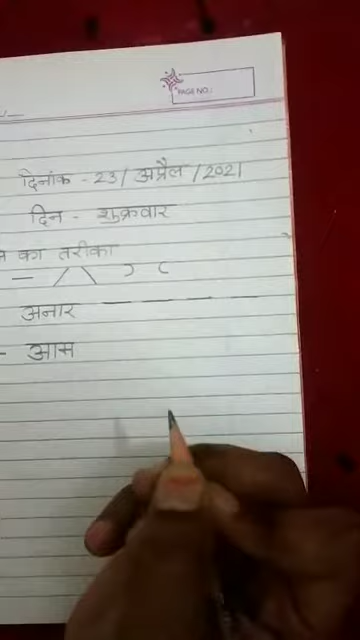 PAGE NO.:
दिनांक - 23/ अप्रैल /2021
दिन - शुक्रवार
का तरीका
— / \ ) (
अनार — — — —
- आम